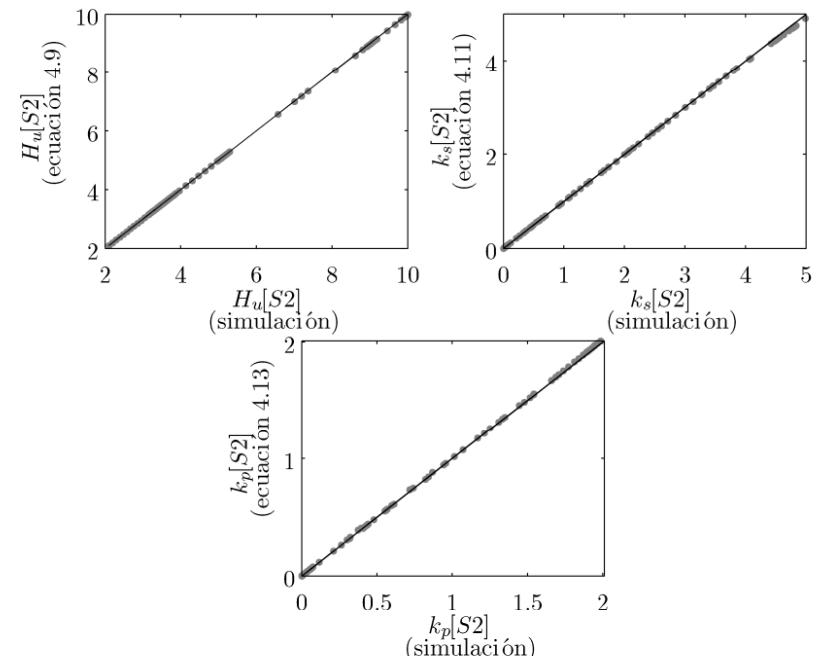 10
8
6
4
2
H_u[S2]
(ecuación 4.9)
2 4 6 8 10
H_u[S2]
(simulación)
4
2
0
k_s[S2]
(ecuación 4.11)
0 1 2 3 4 5
k_s[S2]
(simulación)
2
1
0
k_p[S2]
(ecuación 4.13)
0 0.5 1 1.5 2
k_p[S2]
(simulación)